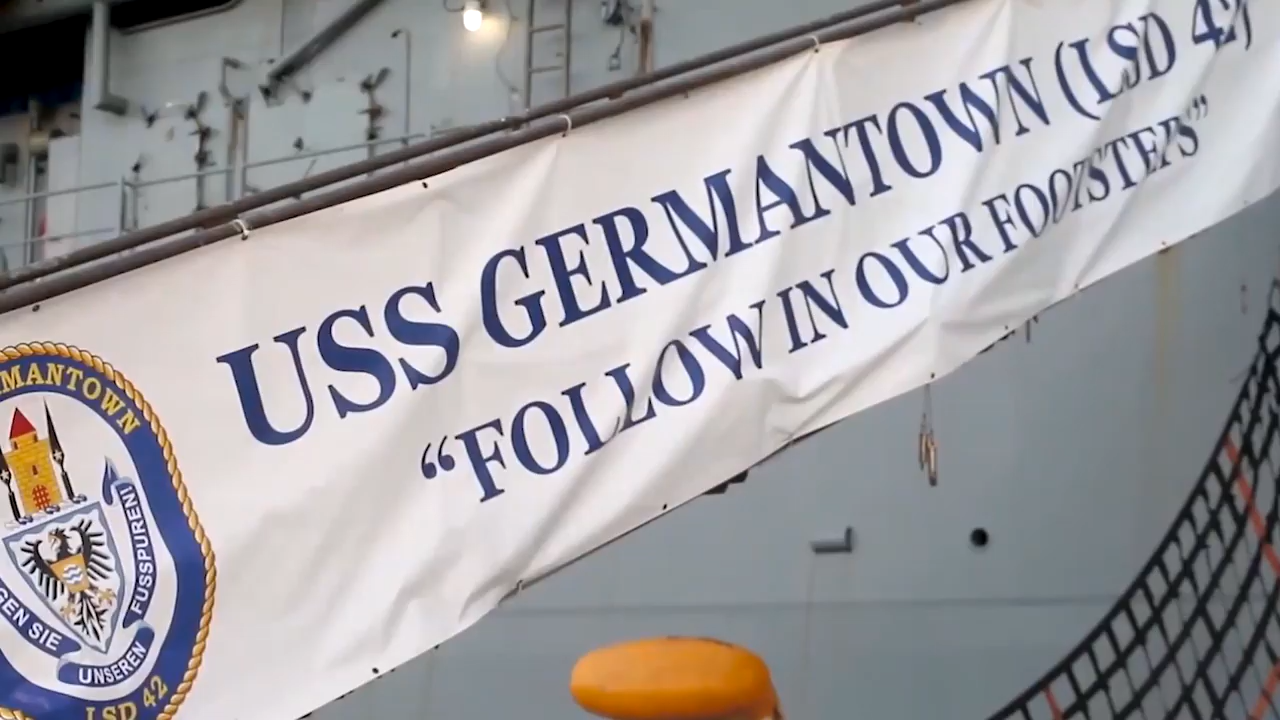 USS GERMANTOWN (LSD 42)
“FOLLOW IN OUR FOOTSTEPS”
MANTOWN
GEN SIE
UNSEREN
FUSSPUREN!
LSD 42